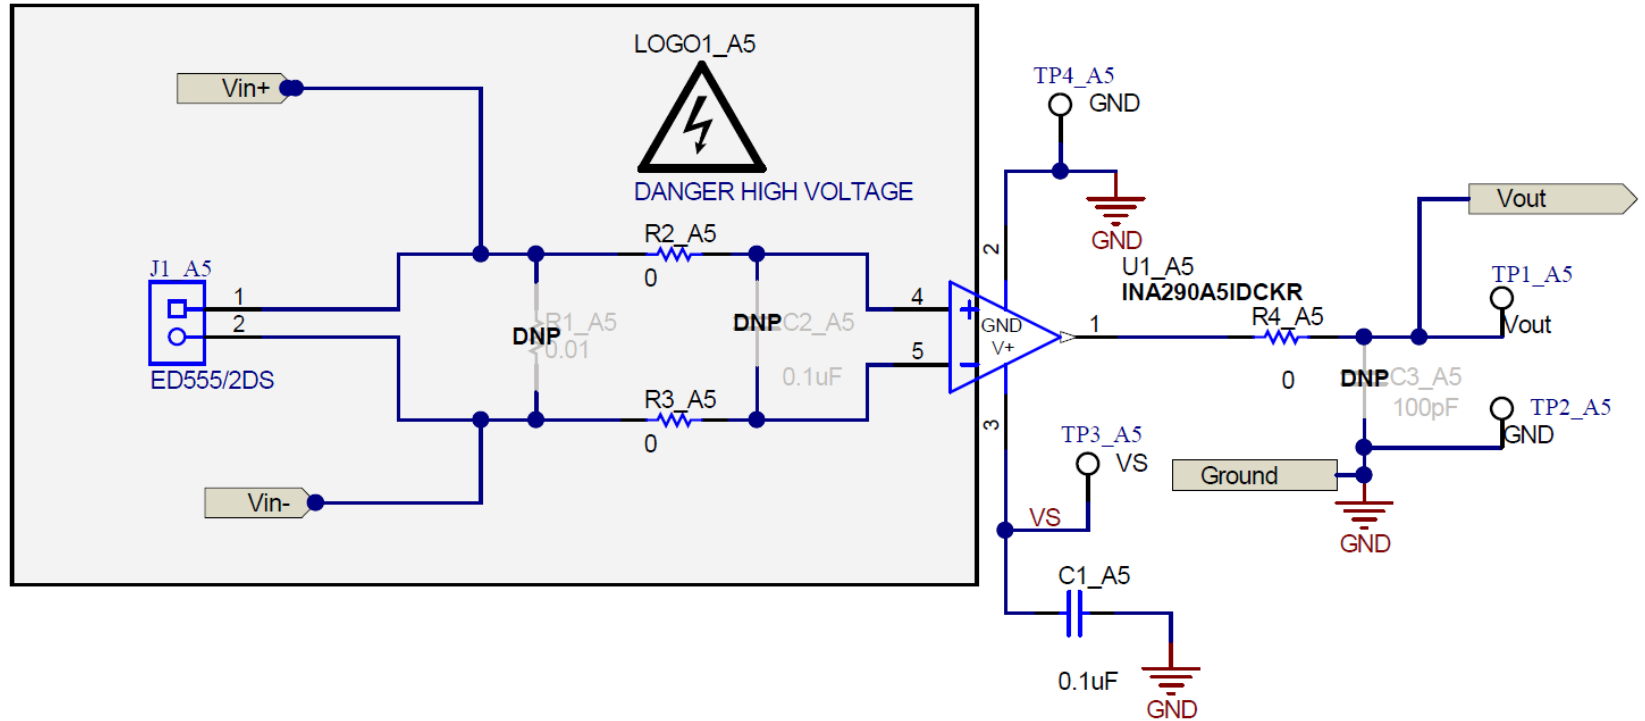 LOGO1_A5
DANGER HIGH VOLTAGE
Vin+
J1_A5
1
2
ED555/2DS
Vin-
R1_A5
DNP
0.01
R2_A5
0
R3_A5
0
DNP
C2_A5
0.1uF
4
5
GND
V+
2
3
1
TP4_A5
GND
GND
U1_A5
INA290A5IDCKR
R4_A5
0
Vout
TP1_A5
Vout
DNP
C3_A5
100pF
TP2_A5
GND
Ground
GND
TP3_A5
VS
VS
C1_A5
0.1uF
GND